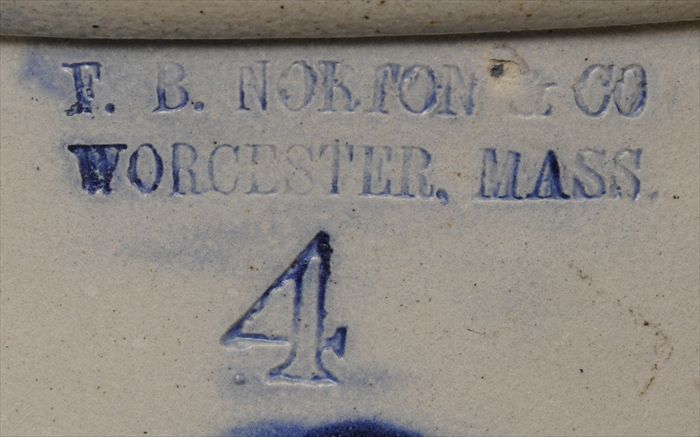 F. B. NORTON & CO
WORCESTER, MASS.
4